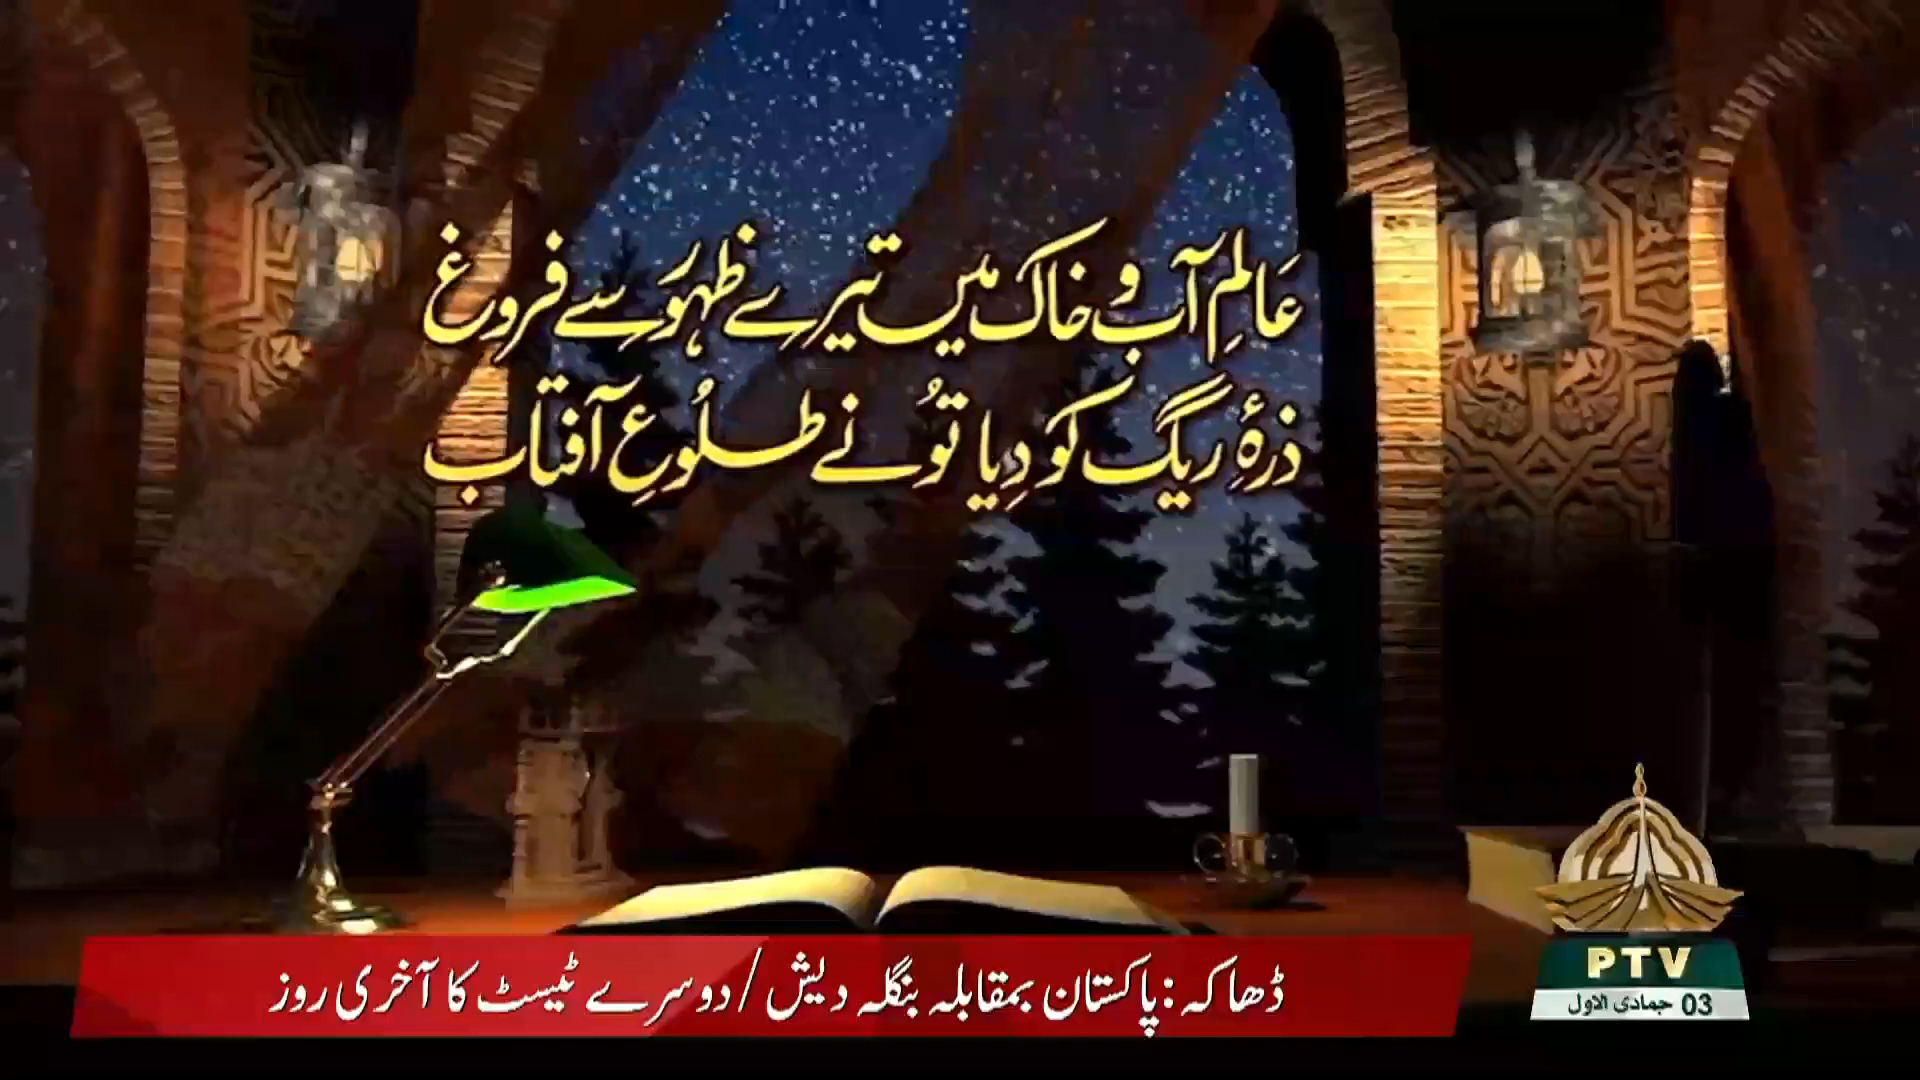 عَالمِ آب و خاک میں تیرے ظہوَر سے فروغ
ذرۂِ ریگ کوَ دِیا تُو نے طلُوعِ آفتاب
ڈھاکہ: پاکستان بمقابلہ بنگلہ دیش/دوسرے ٹیسٹ کا آخری روز
PTV
03 جمادی الاول